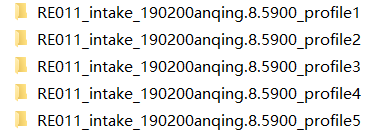 RE011_intake_190200anqing.8.5900_profile1
RE011_intake_190200anqing.8.5900_profile2
RE011_intake_190200anqing.8.5900_profile3
RE011_intake_190200anqing.8.5900_profile4
RE011_intake_190200anqing.8.5900_profile5